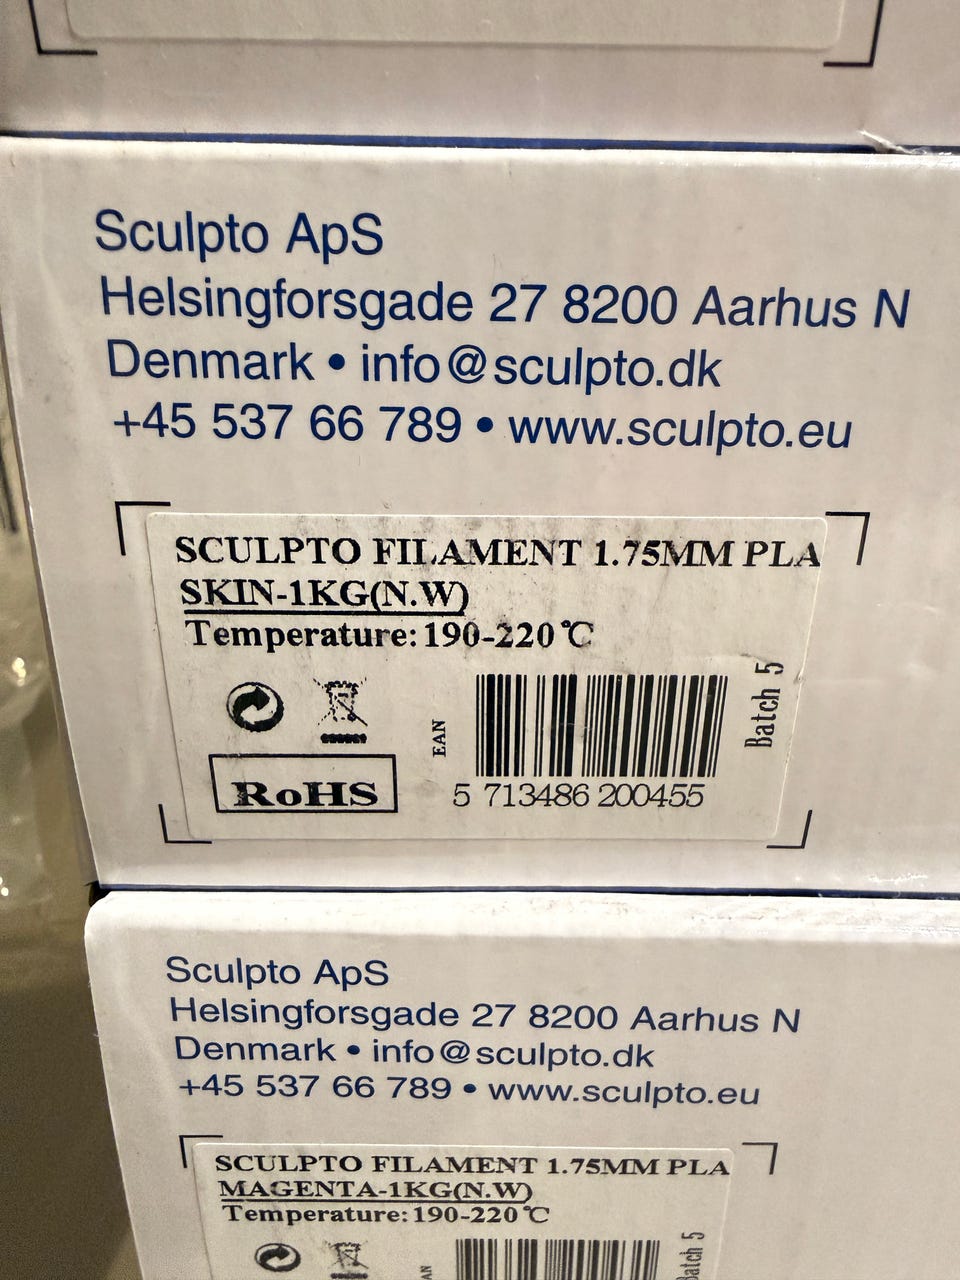 Sculpto ApS
Helsingforsgade 27 8200 Aarhus N
Denmark • info@sculpto.dk
+45 537 66 789 • www.sculpto.eu
SCULPTO FILAMENT 1.75MM PLA
SKIN-1KG(N.W)
Temperature: 190-220℃
RoHS
EAN
5 713486 200455
Batch 5
Sculpto ApS
Helsingforsgade 27 8200 Aarhus N
Denmark • info@sculpto.dk
+45 537 66 789 • www.sculpto.eu
SCULPTO FILAMENT 1.75MM PLA
MAGENTA-1KG(N.W)
Temperature: 190-220℃